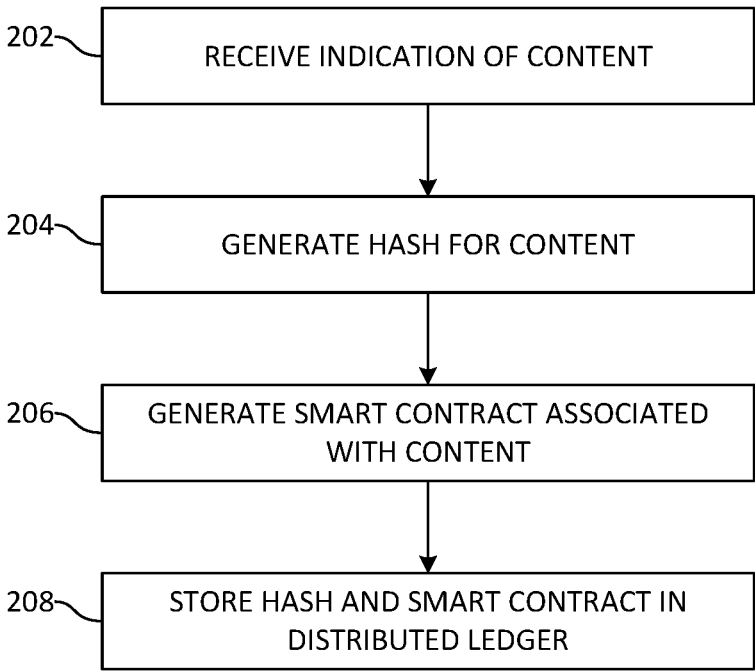 202
RECEIVE INDICATION OF CONTENT
204
GENERATE HASH FOR CONTENT
206
GENERATE SMART CONTRACT ASSOCIATED
WITH CONTENT
208
STORE HASH AND SMART CONTRACT IN
DISTRIBUTED LEDGER